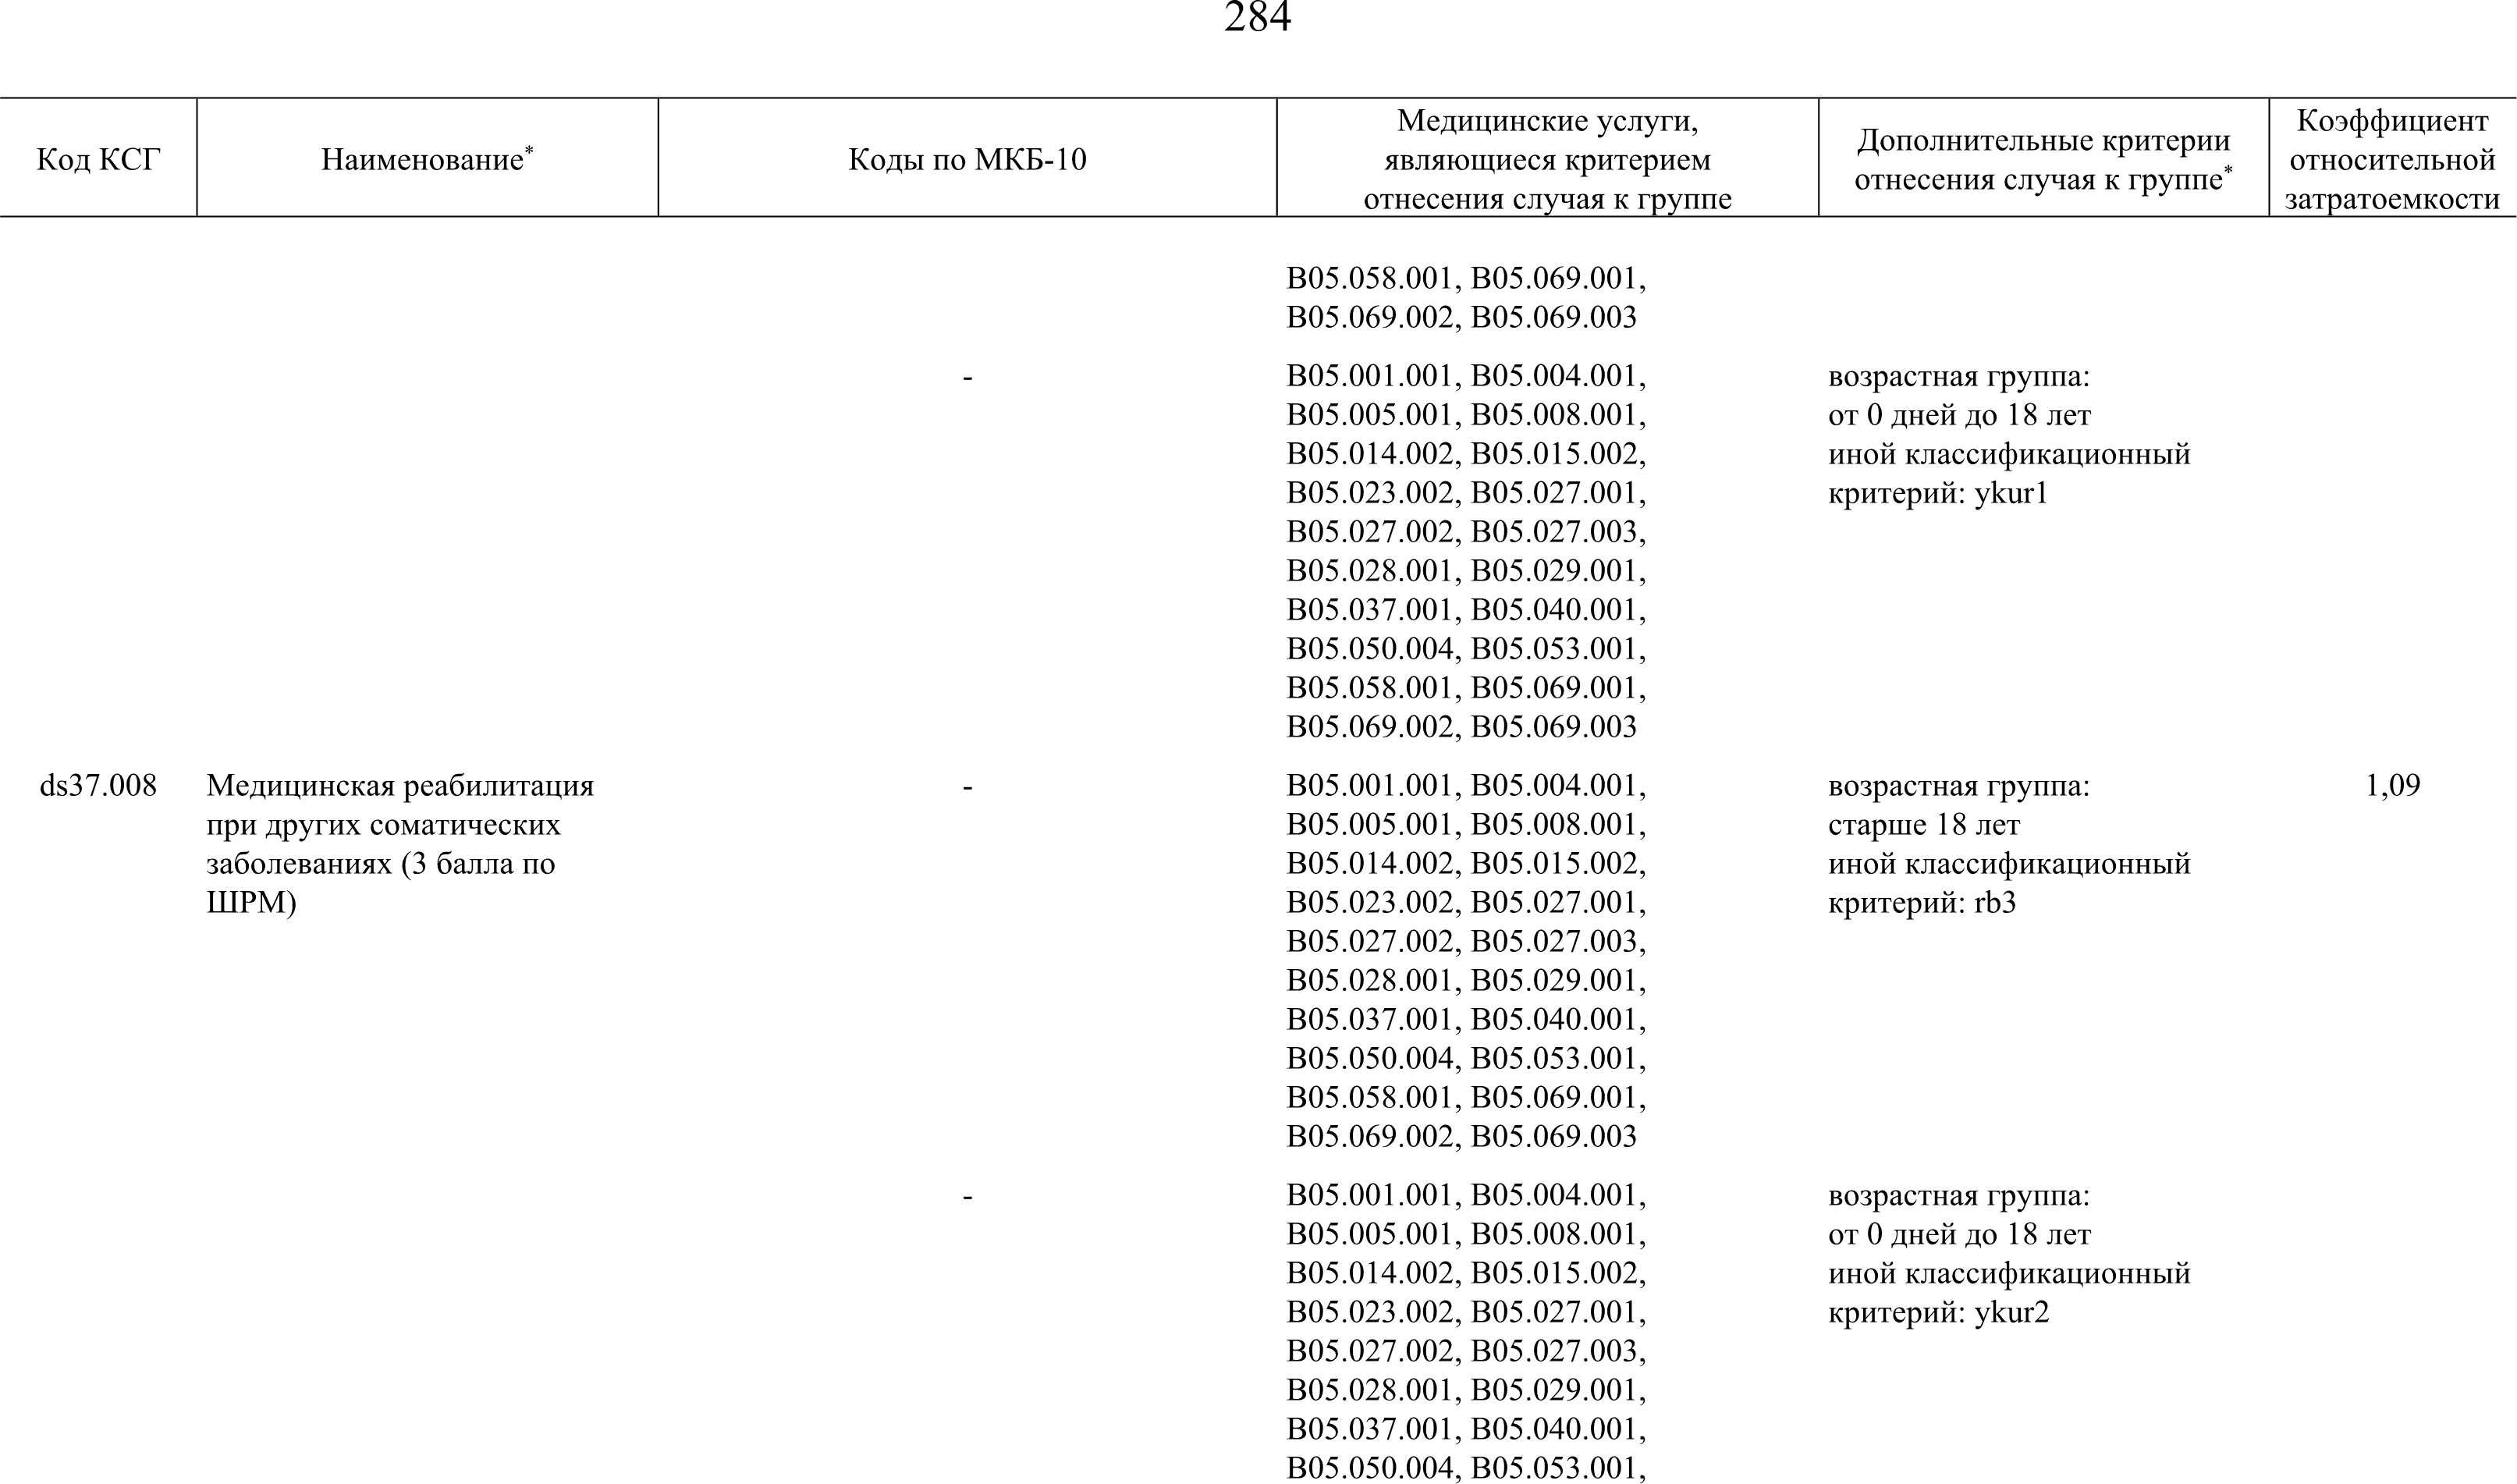 284
Код КСГ
Наименование*
Коды по МКБ-10
Медицинские услуги,
являющиеся критерием
отнесения случая к группе
Дополнительные критерии
отнесения случая к группе*
Коэффициент
относительной
затратоемкости
B05.058.001, B05.069.001,
B05.069.002, B05.069.003
-
B05.001.001, B05.004.001,
B05.005.001, B05.008.001,
B05.014.002, B05.015.002,
B05.023.002, B05.027.001,
B05.027.002, B05.027.003,
B05.028.001, B05.029.001,
B05.037.001, B05.040.001,
B05.050.004, B05.053.001,
B05.058.001, B05.069.001,
B05.069.002, B05.069.003
возрастная группа:
от 0 дней до 18 лет
иной классификационный
критерий: ykur1
ds37.008
Медицинская реабилитация
при других соматических
заболеваниях (3 балла по
ШРМ)
-
B05.001.001, B05.004.001,
B05.005.001, B05.008.001,
B05.014.002, B05.015.002,
B05.023.002, B05.027.001,
B05.027.002, B05.027.003,
B05.028.001, B05.029.001,
B05.037.001, B05.040.001,
B05.050.004, B05.053.001,
B05.058.001, B05.069.001,
B05.069.002, B05.069.003
возрастная группа:
старше 18 лет
иной классификационный
критерий: rb3
1,09
-
B05.001.001, B05.004.001,
B05.005.001, B05.008.001,
B05.014.002, B05.015.002,
B05.023.002, B05.027.001,
B05.027.002, B05.027.003,
B05.028.001, B05.029.001,
B05.037.001, B05.040.001,
B05.050.004, B05.053.001,
возрастная группа:
от 0 дней до 18 лет
иной классификационный
критерий: ykur2